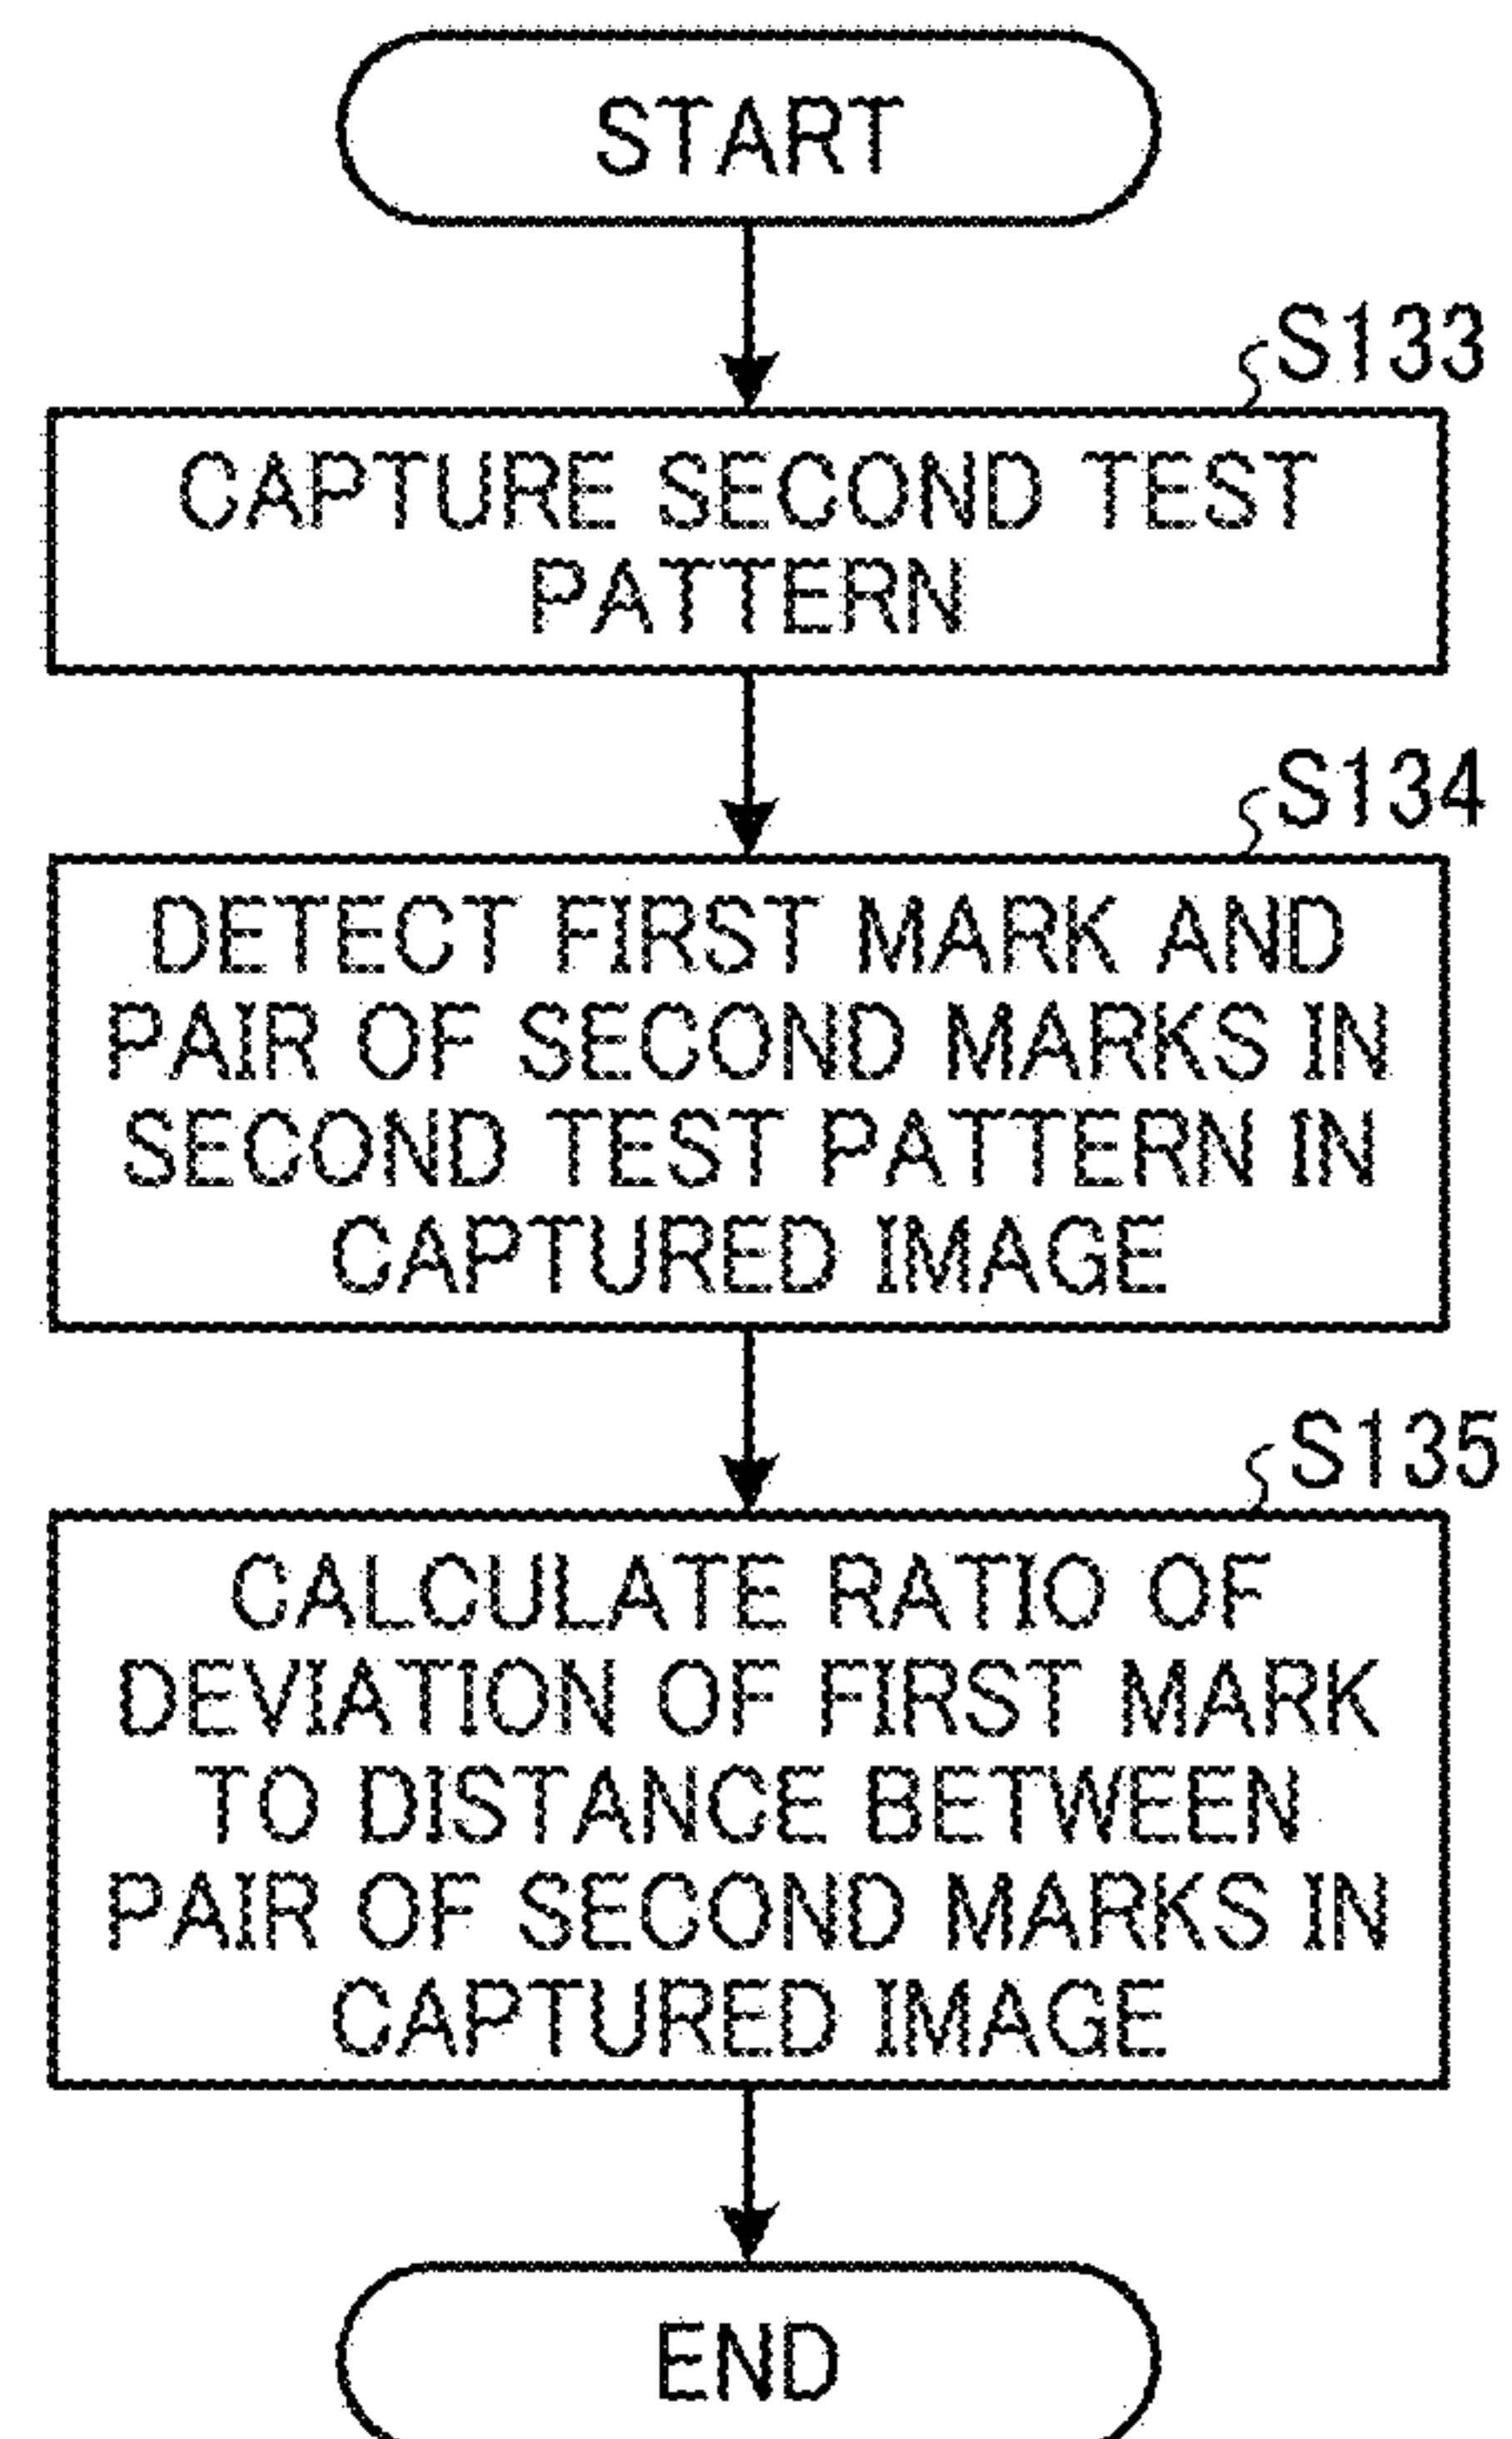 START
S133
CAPTURE SECOND TEST
PATTERN
S134
DETECT FIRST MARK AND
PAIR OF SECOND MARKS IN
SECOND TEST PATTERN IN
CAPTURED IMAGE
S135
CALCULATE RATIO OF
DEVIATION OF FIRST MARK
TO DISTANCE BETWEEN
PAIR OF SECOND MARKS IN
CAPTURED IMAGE
END